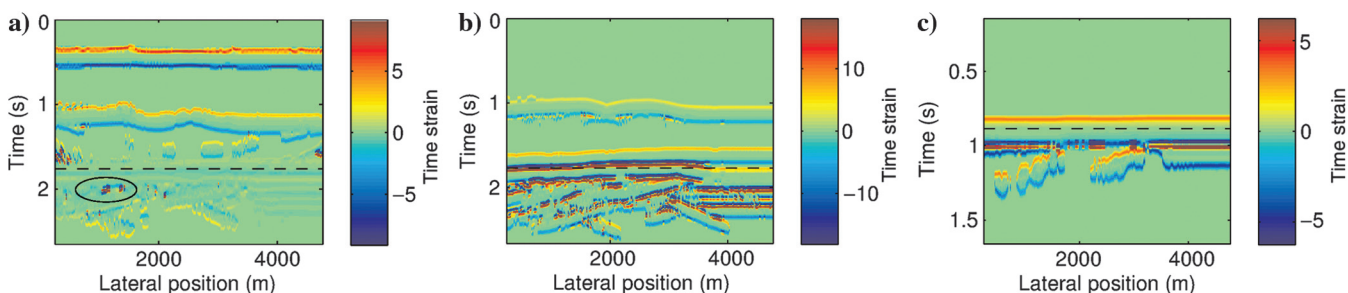 a)
0
1
2
Time (s)
2000 4000
Lateral position (m)
5
0
−5
Time strain
b)
0
1
2
Time (s)
2000 4000
Lateral position (m)
10
0
−10
Time strain
c)
0.5
1
1.5
Time (s)
2000 4000
Lateral position (m)
5
0
−5
Time strain